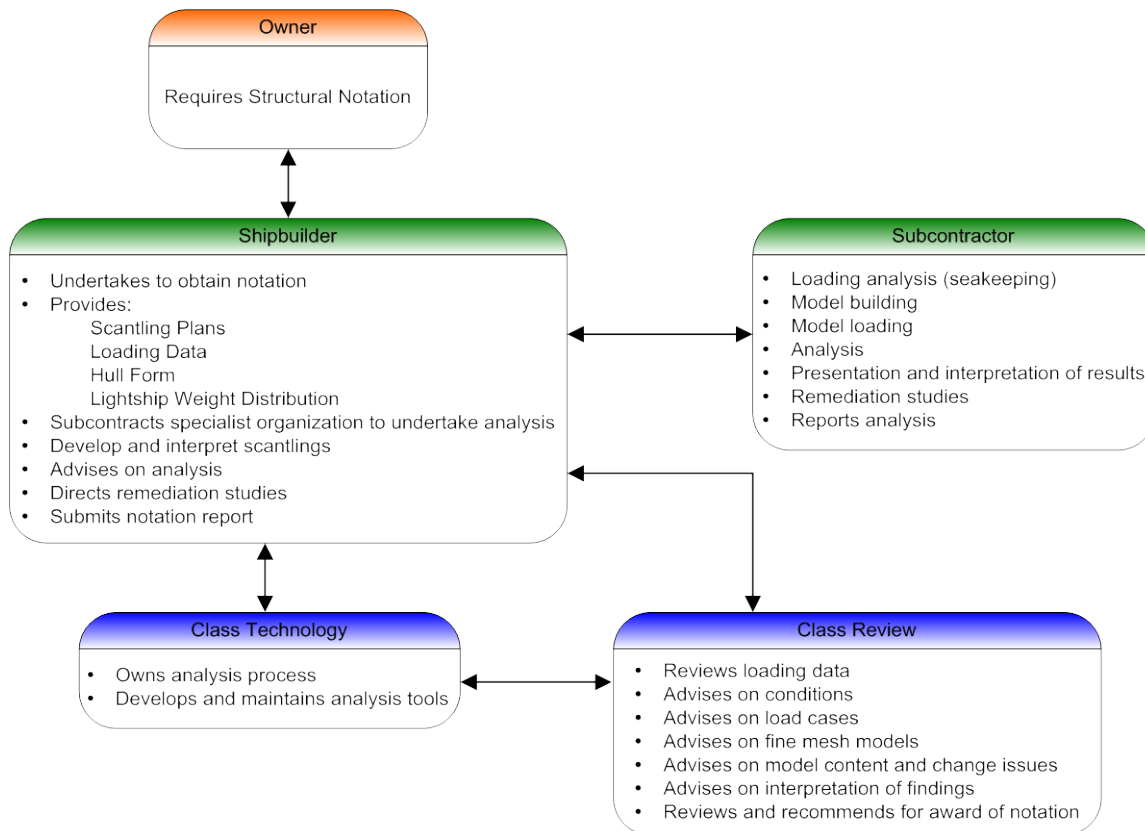 Owner
Requires Structural Notation
Shipbuilder
• Undertakes to obtain notation
• Provides:
Scantling Plans
Loading Data
Hull Form
Lightship Weight Distribution
• Subcontracts specialist organization to undertake analysis
• Develop and interpret scantlings
• Advises on analysis
• Directs remediation studies
• Submits notation report
Subcontractor
• Loading analysis (seakeeping)
• Model building
• Model loading
• Analysis
• Presentation and interpretation of results
• Remediation studies
• Reports analysis
Class Technology
• Owns analysis process
• Develops and maintains analysis tools
Class Review
• Reviews loading data
• Advises on conditions
• Advises on load cases
• Advises on fine mesh models
• Advises on model content and change issues
• Advises on interpretation of findings
• Reviews and recommends for award of notation